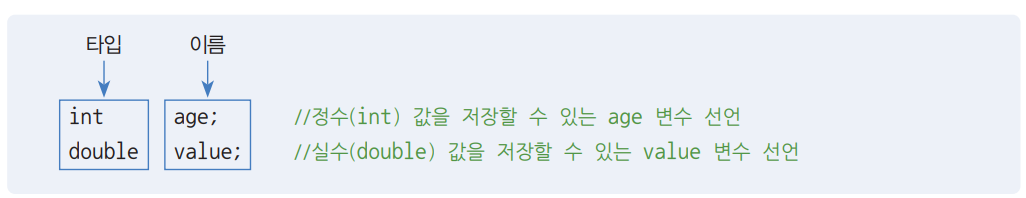 타입 이름
int age; //정수(int) 값을 저장할 수 있는 age 변수 선언
double value; //실수(double) 값을 저장할 수 있는 value 변수 선언